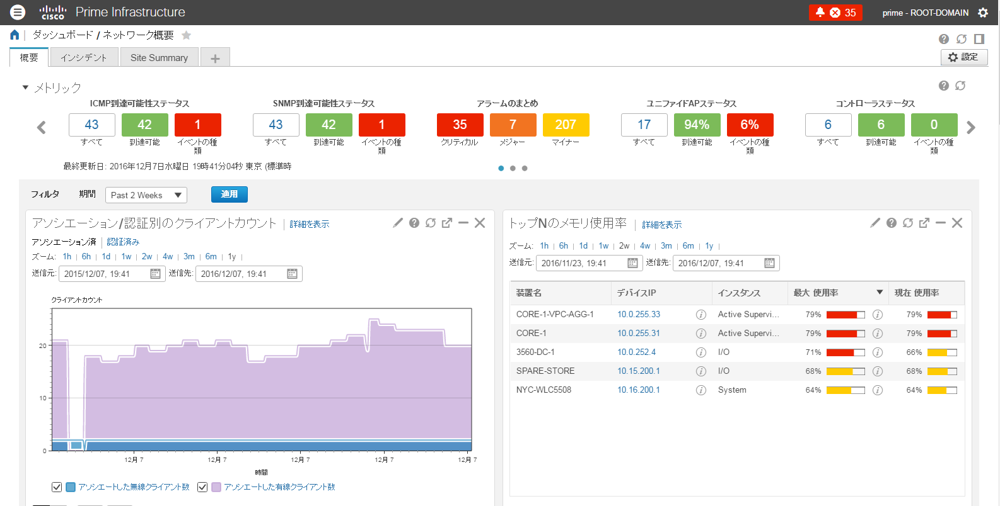 CISCO Prime Infrastructure 35 prime - ROOT-DOMAIN
ダッシュボード / ネットワーク概要
概要 インシデント Site Summary + 設定
メトリック
ICMP到達可能性ステータス SNMP到達可能性ステータス アラームのまとめ ユニファイドAPステータス コントローラステータス
43 42 1 43 42 1 35 7 207 17 94% 6% 6 6 0
すべて 到達可能 イベントの種類 すべて 到達可能 イベントの種類 クリティカル メジャー マイナー すべて 到達可能 イベントの種類 すべて 到達可能 イベントの種類
最終更新日: 2016年12月7日水曜日 19時41分04秒 東京 (標準時
フィルタ 期間 Past 2 Weeks 適用
アソシエーション/認証別のクライアントカウント 詳細を表示
アソシエーション済 認証済み
ズーム: 1h 6h 1d 1w 2w 4w 3m 6m 1y
送信元: 2015/12/07, 19:41 送信先: 2016/12/07, 19:41
クライアントカウント
20
10
0
12月 7 12月 7 12月 7 12月 7 12月 7
時間
アソシエートした無線クライアント数 アソシエートした有線クライアント数
トップNのメモリ使用率 詳細を表示
ズーム: 1h 6h 1d 1w 2w 4w 3m 6m 1y
送信元: 2016/11/23, 19:41 送信先: 2016/12/07, 19:41
装置名 デバイスIP インスタンス 最大 使用率 現在 使用率
CORE-1-VPC-AGG-1 10.0.255.33 Active Supervi... 79% 79%
CORE-1 10.0.255.31 Active Supervi... 79% 79%
3560-DC-1 10.0.252.4 I/O 71% 66%
SPARE-STORE 10.15.200.1 I/O 68% 68%
NYC-WLC5508 10.16.200.1 System 64% 64%